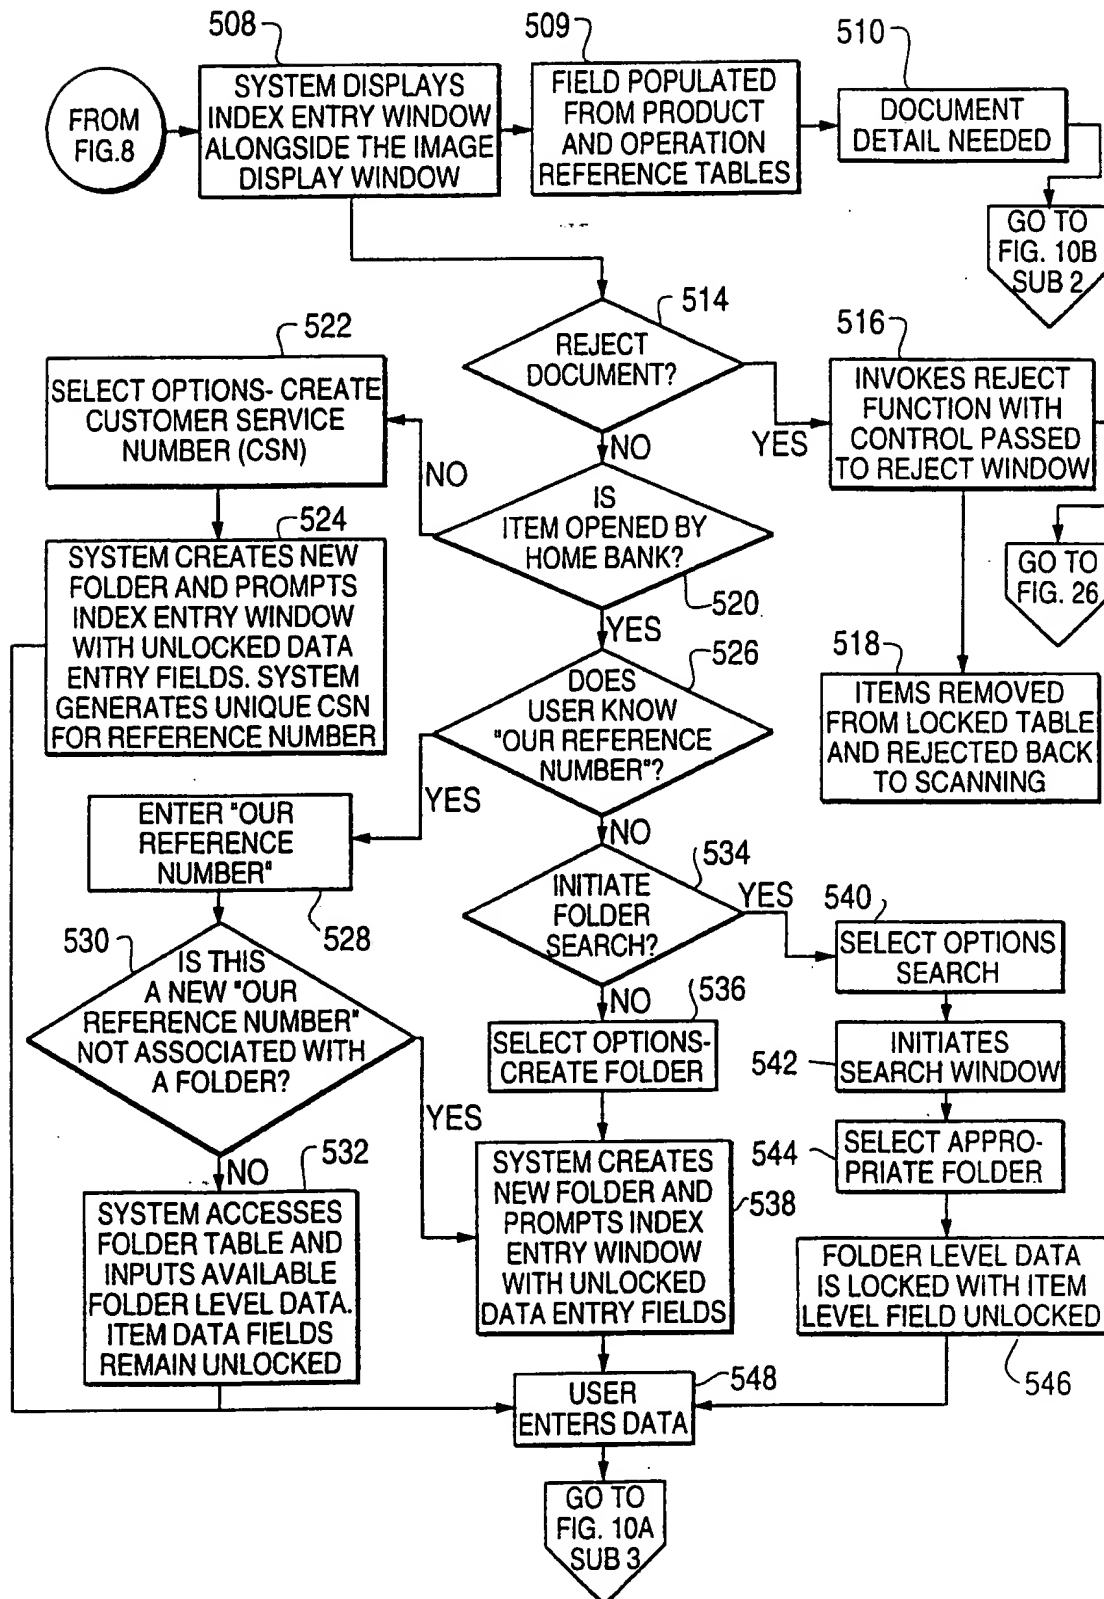 508
509
510
FROM
FIG.8
SYSTEM DISPLAYS
INDEX ENTRY WINDOW
ALONGSIDE THE IMAGE
DISPLAY WINDOW
FIELD POPULATED
FROM PRODUCT
AND OPERATION
REFERENCE TABLES
DOCUMENT
DETAIL NEEDED
GO TO
FIG. 10B
SUB 2
514
REJECT
DOCUMENT?
YES
NO
516
INVOKES REJECT
FUNCTION WITH
CONTROL PASSED
TO REJECT WINDOW
GO TO
FIG. 26
518
ITEMS REMOVED
FROM LOCKED TABLE
AND REJECTED BACK
TO SCANNING
522
SELECT OPTIONS- CREATE
CUSTOMER SERVICE
NUMBER (CSN)
NO
IS
ITEM OPENED BY
HOME BANK?
520
YES
524
SYSTEM CREATES NEW
FOLDER AND PROMPTS
INDEX ENTRY WINDOW
WITH UNLOCKED DATA
ENTRY FIELDS. SYSTEM
GENERATES UNIQUE CSN
FOR REFERENCE NUMBER
526
DOES
USER KNOW
"OUR REFERENCE
NUMBER"?
YES
NO
ENTER "OUR
REFERENCE
NUMBER"
528
534
INITIATE
FOLDER
SEARCH?
YES
NO
540
SELECT OPTIONS
SEARCH
530
IS THIS
A NEW "OUR
REFERENCE NUMBER"
NOT ASSOCIATED WITH
A FOLDER?
YES
NO
536
SELECT OPTIONS-
CREATE FOLDER
542
INITIATES
SEARCH WINDOW
544
SELECT APPRO-
PRIATE FOLDER
532
SYSTEM ACCESSES
FOLDER TABLE AND
INPUTS AVAILABLE
FOLDER LEVEL DATA.
ITEM DATA FIELDS
REMAIN UNLOCKED
SYSTEM CREATES
NEW FOLDER AND
PROMPTS INDEX
ENTRY WINDOW
WITH UNLOCKED
DATA ENTRY FIELDS
538
FOLDER LEVEL DATA
IS LOCKED WITH ITEM
LEVEL FIELD UNLOCKED
546
548
USER
ENTERS DATA
GO TO
FIG. 10A
SUB 3